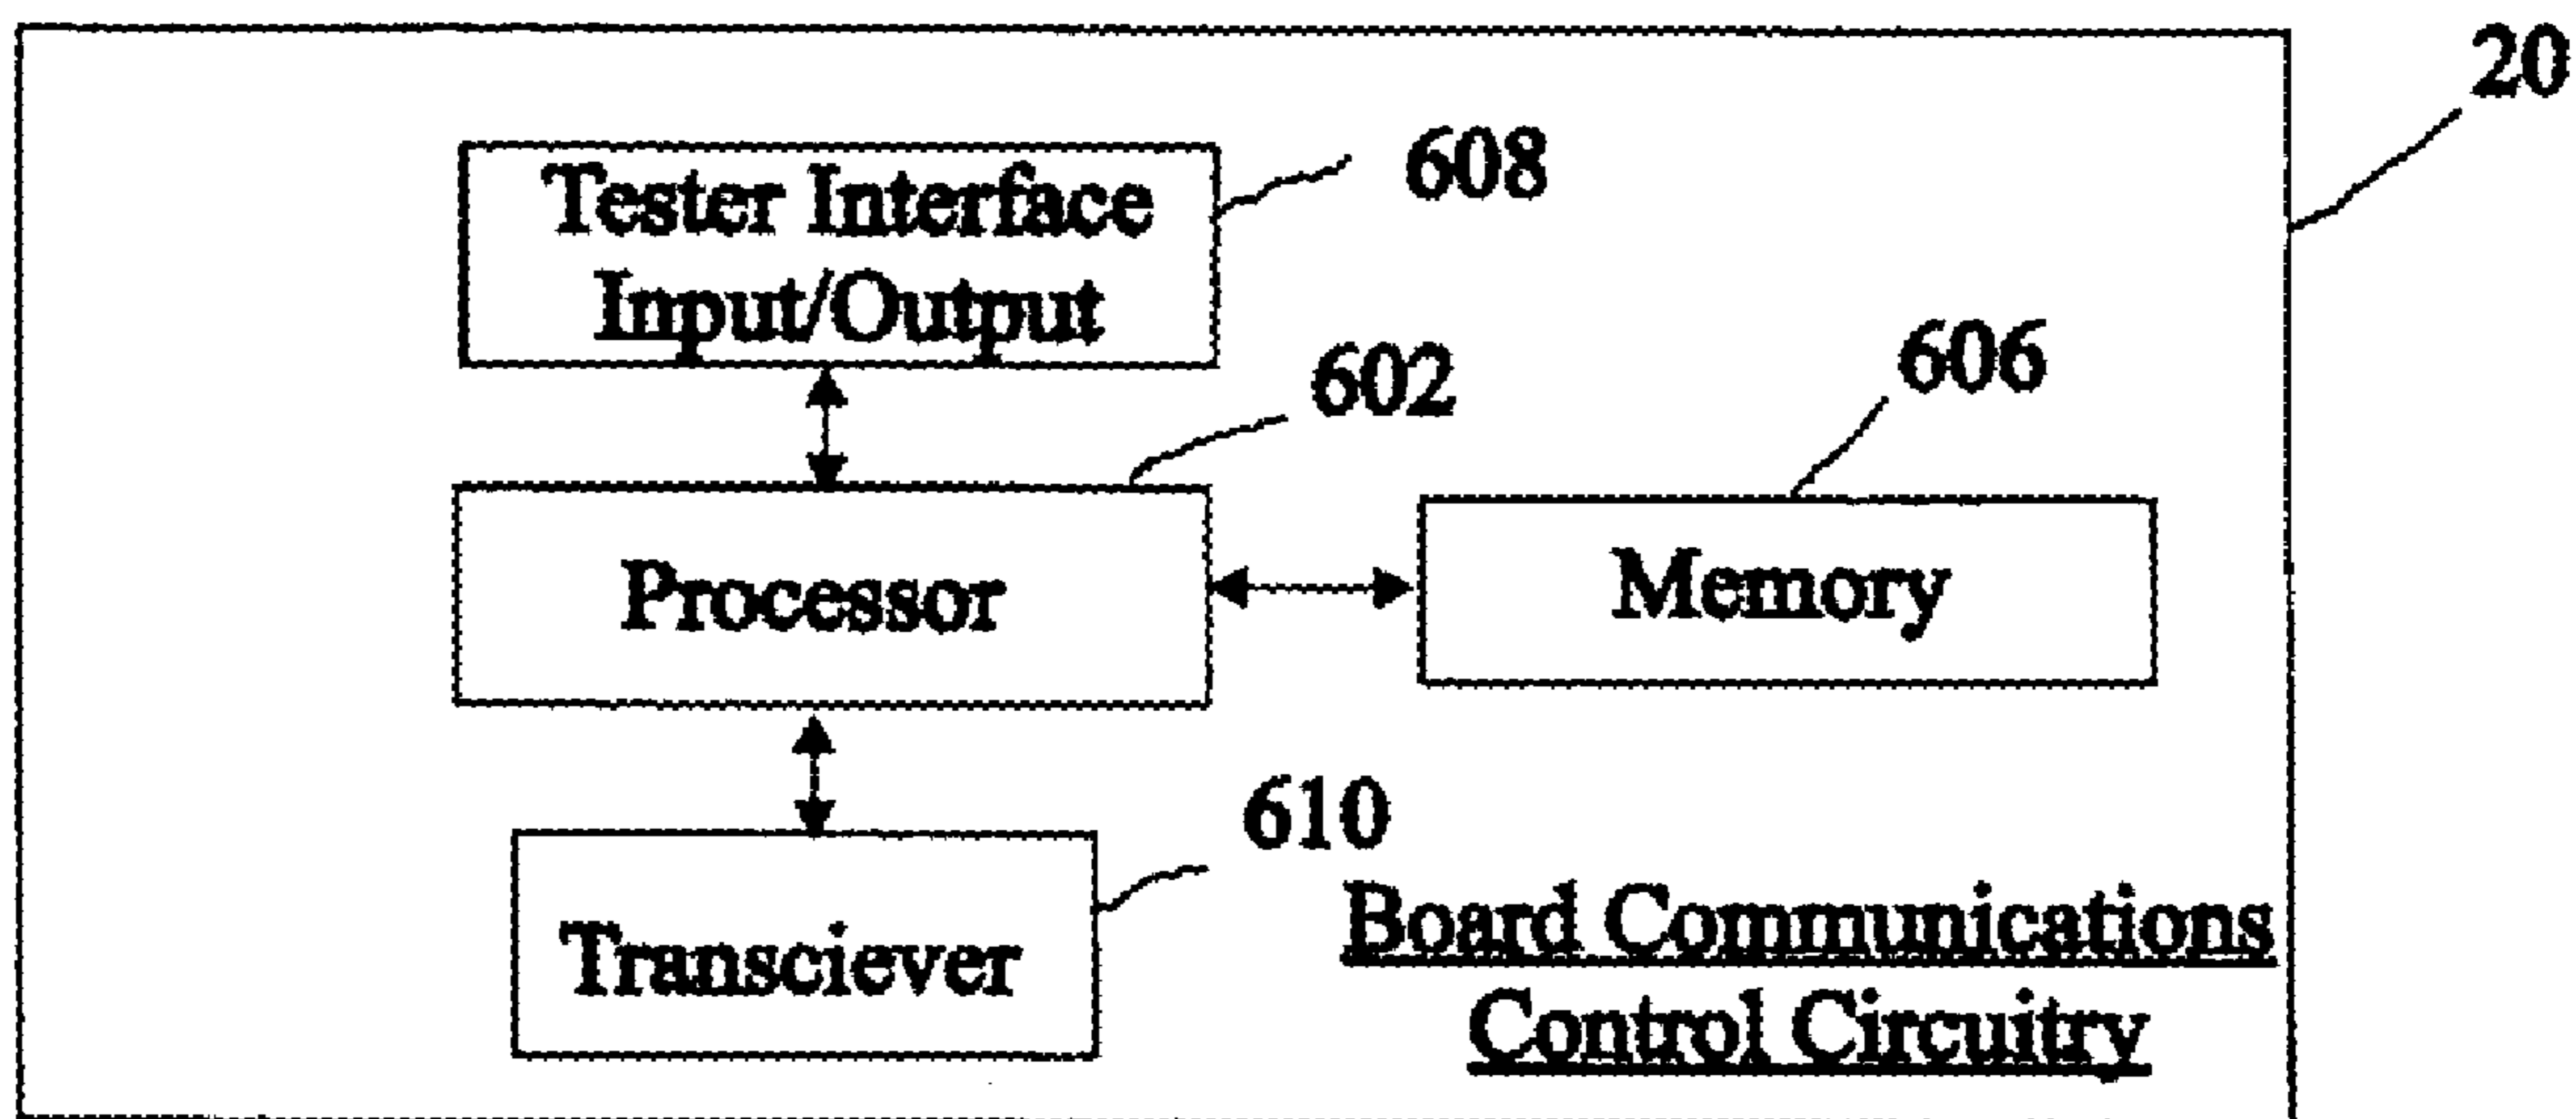 20
608
Tester Interface
Input/Output
602
606
Processor
Memory
610
Transciever
Board Communications
Control Circuitry